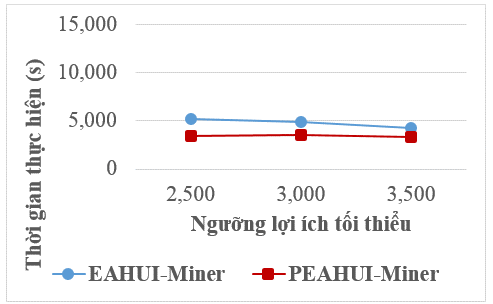 Thời gian thực hiện (s)
15,000
10,000
5,000
0
2,500 3,000 3,500
Ngưỡng lợi ích tối thiểu
EAHUI-Miner PEAHUI-Miner